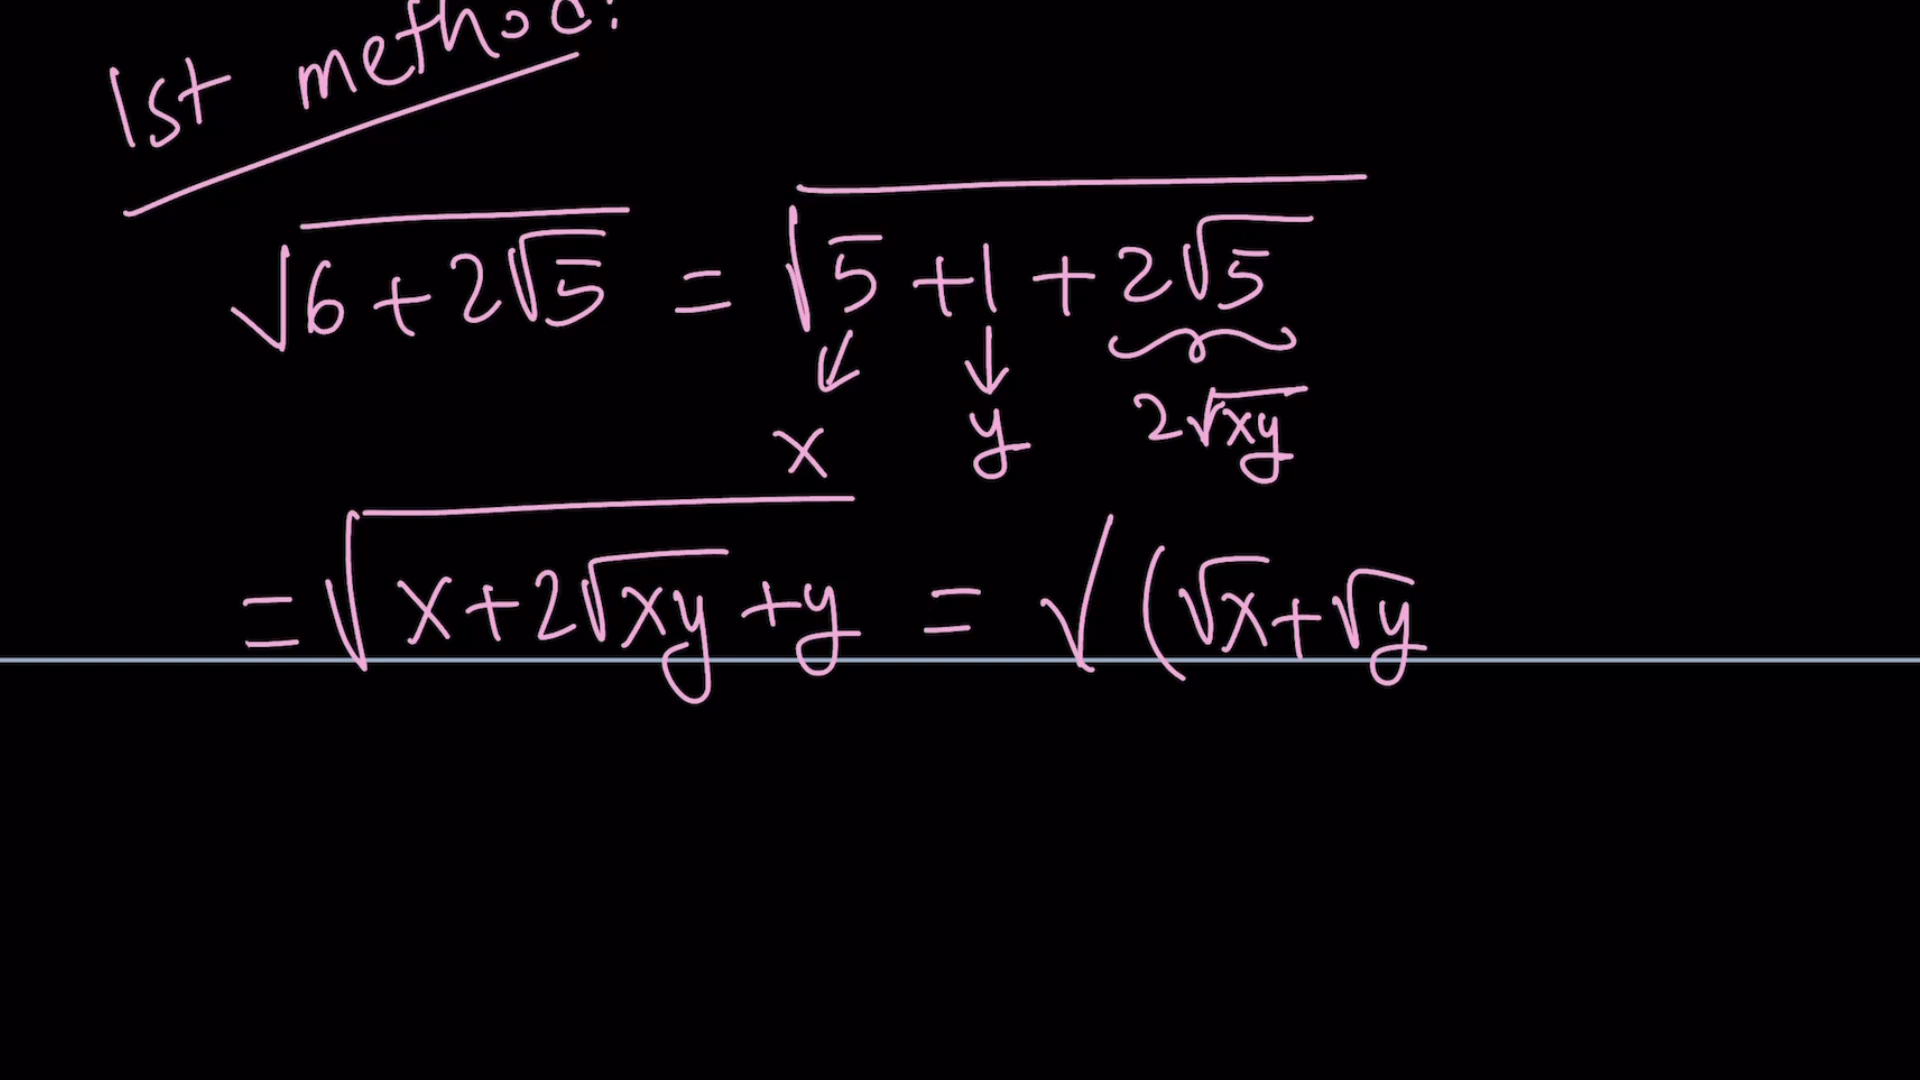 1st method:
√(6+2√5) = √(5+1+2√5)
x y 2√(xy)
= √(x+2√(xy)+y) = √((√x+√y